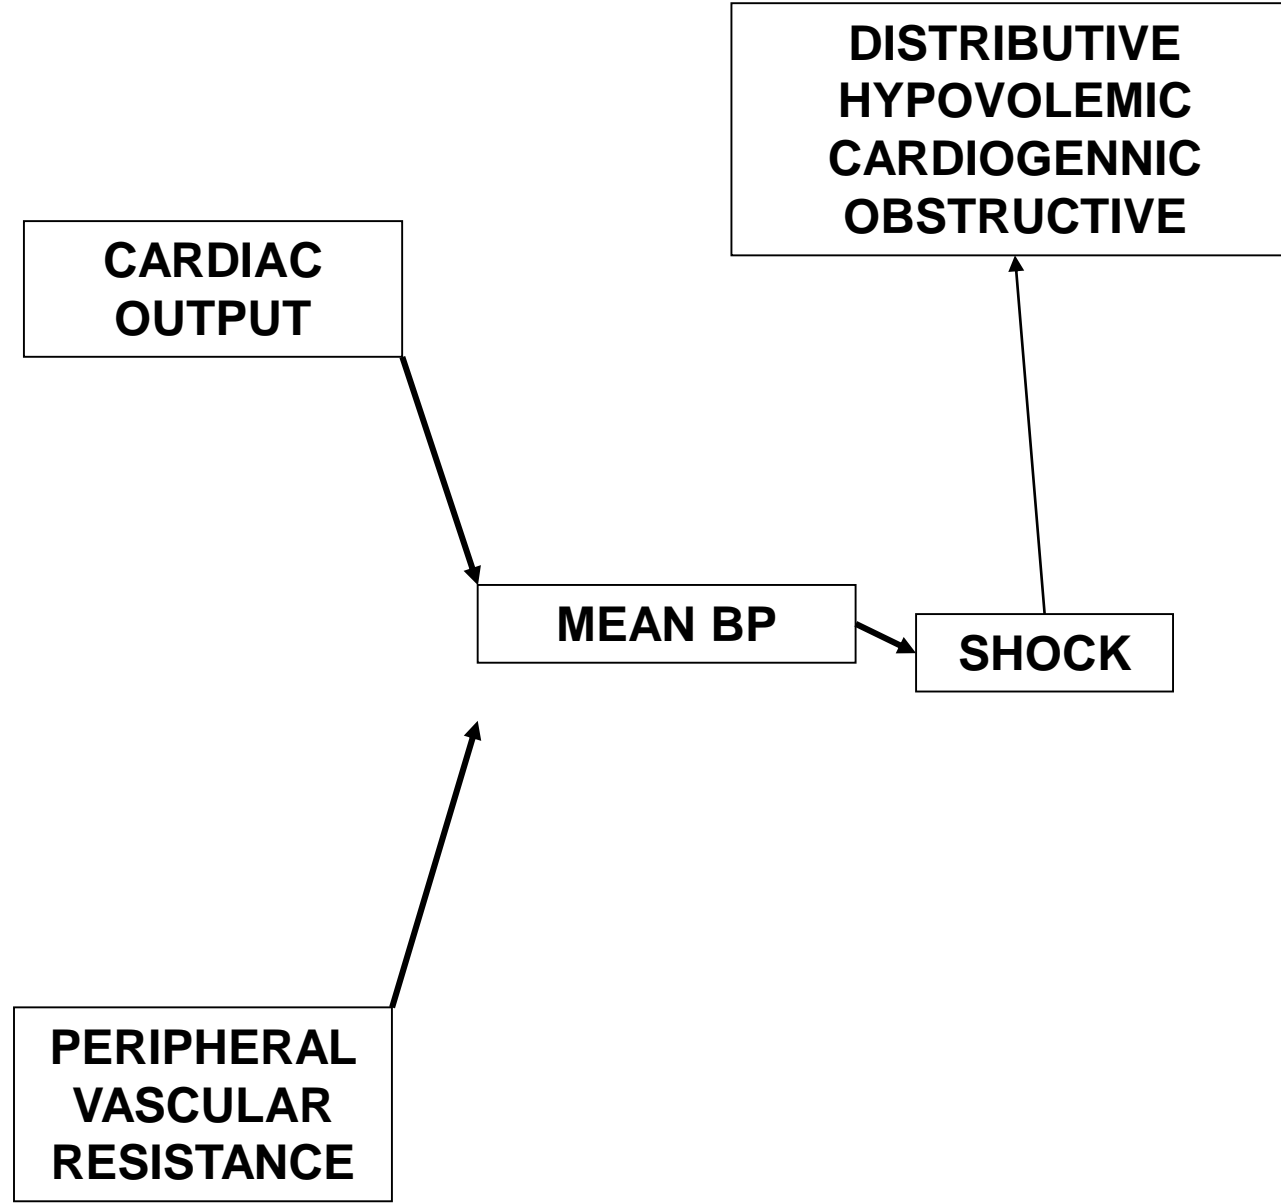 DISTRIBUTIVE
HYPOVOLEMIC
CARDIOGENNIC
OBSTRUCTIVE
CARDIAC
OUTPUT
MEAN BP
SHOCK
PERIPHERAL
VASCULAR
RESISTANCE